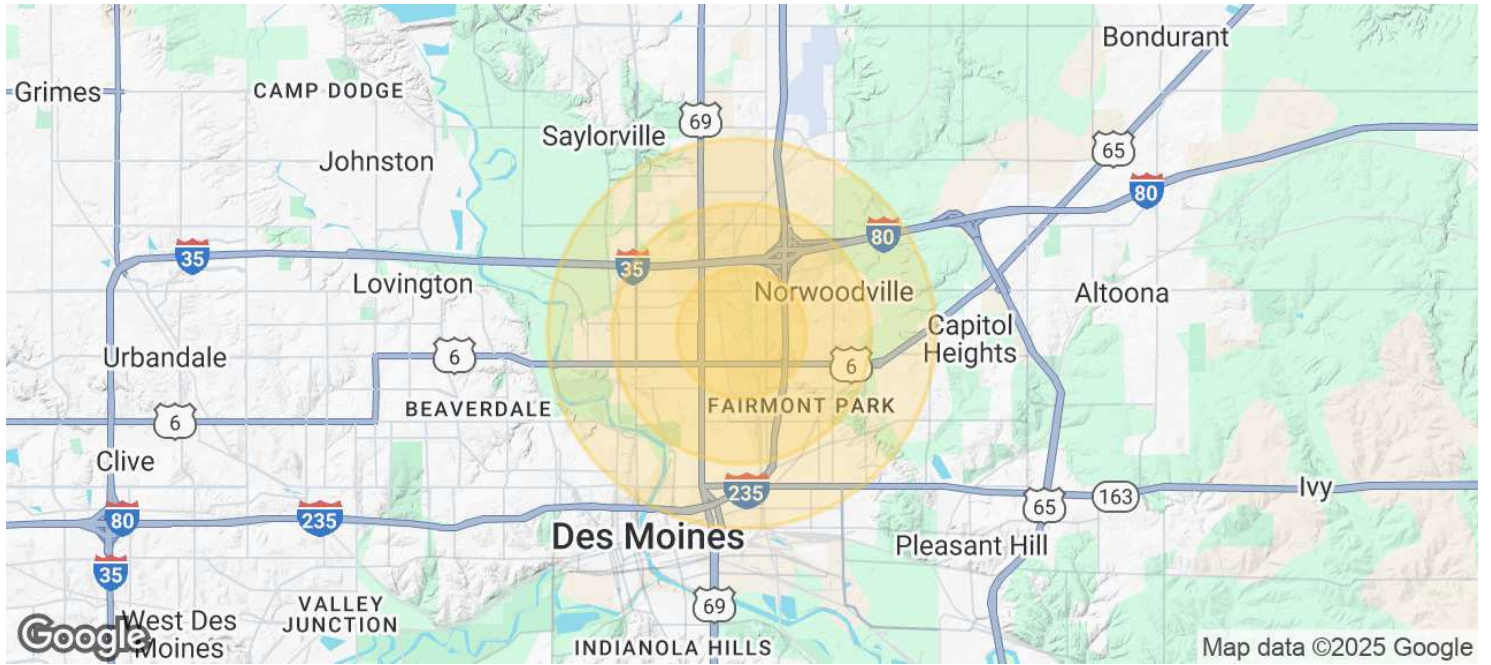 Bondurant
Grimes
CAMP DODGE
69
Saylorville
65
Johnston
80
80
35
35
Lovington
Norwoodville
Altoona
Capitol
Heights
Urbandale
6
6
BEAVERDALE
FAIRMONT PARK
6
Clive
235
65
163
Ivy
80
235
Des Moines
Pleasant Hill
35
VALLEY
JUNCTION
69
West Des
Moines
INDIANOLA HILLS
Google
Map data ©2025 Google